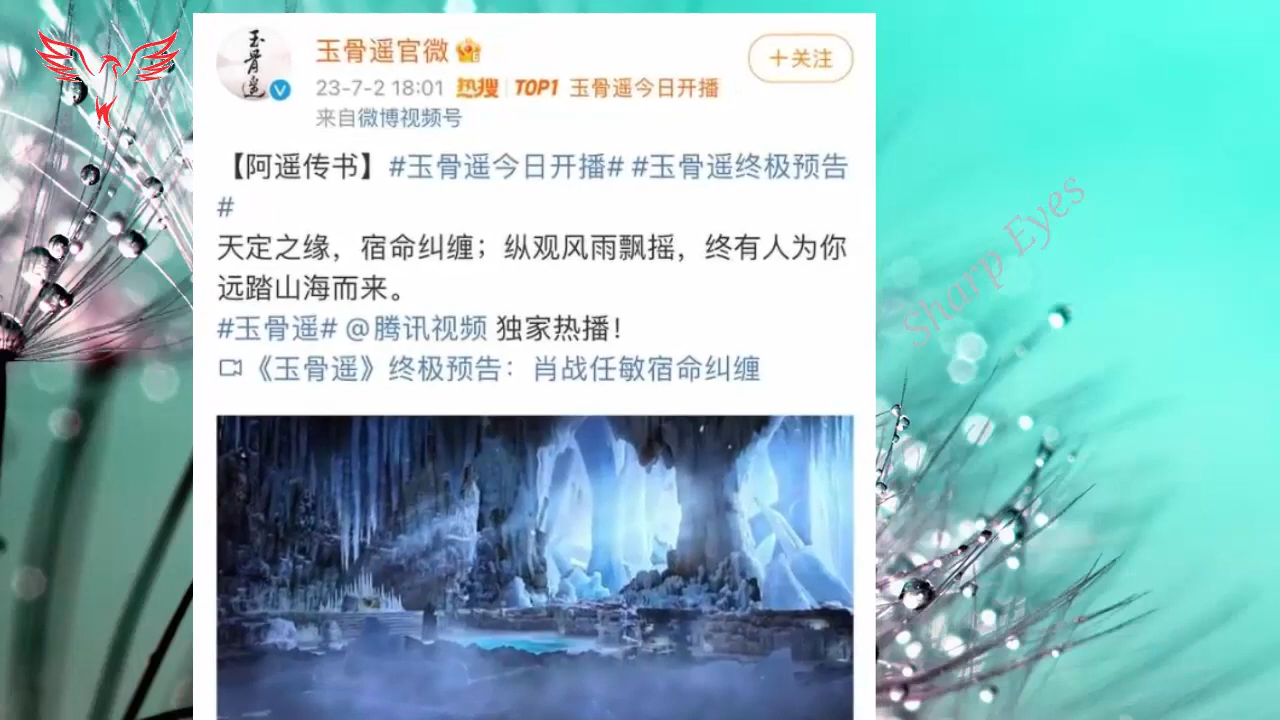 玉骨遥
玉骨遥官微
+关注
23-7-2 18:01 热搜 TOP1 玉骨遥今日开播
来自微博视频号
【阿遥传书】#玉骨遥今日开播# #玉骨遥终极预告
#
天定之缘，宿命纠缠；纵观风雨飘摇，终有人为你
远踏山海而来。
#玉骨遥# @腾讯视频 独家热播！
《玉骨遥》终极预告：肖战任敏宿命纠缠
Sharp Eyes